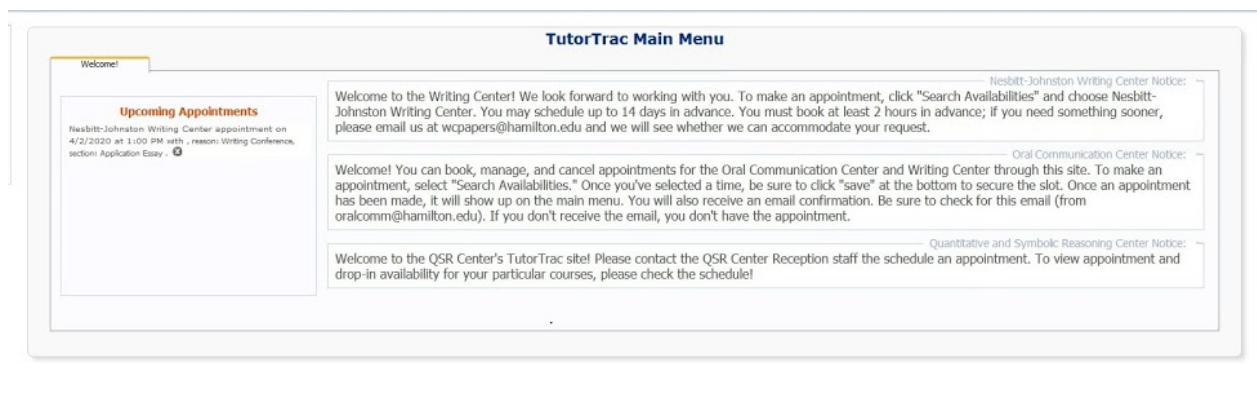 TutorTrac Main Menu
Welcome!
Upcoming Appointments
Nesbitt-Johnston Writing Center appointment on
4/2/2020 at 1:00 PM with , reason: Writing Conference,
section: Application Essay .
Nesbitt-Johnston Writing Center Notice:
Welcome to the Writing Center! We look forward to working with you. To make an appointment, click "Search Availabilities" and choose Nesbitt-
Johnston Writing Center. You may schedule up to 14 days in advance. You must book at least 2 hours in advance; if you need something sooner,
please email us at wcpapers@hamilton.edu and we will see whether we can accommodate your request.
Oral Communication Center Notice:
Welcome! You can book, manage, and cancel appointments for the Oral Communication Center and Writing Center through this site. To make an
appointment, select "Search Availabilities." Once you've selected a time, be sure to click "save" at the bottom to secure the slot. Once an appointment
has been made, it will show up on the main menu. You will also receive an email confirmation. Be sure to check for this email (from
oralcomm@hamilton.edu). If you don't receive the email, you don't have the appointment.
Quantitative and Symbolic Reasoning Center Notice:
Welcome to the QSR Center's TutorTrac site! Please contact the QSR Center Reception staff the schedule an appointment. To view appointment and
drop-in availability for your particular courses, please check the schedule!